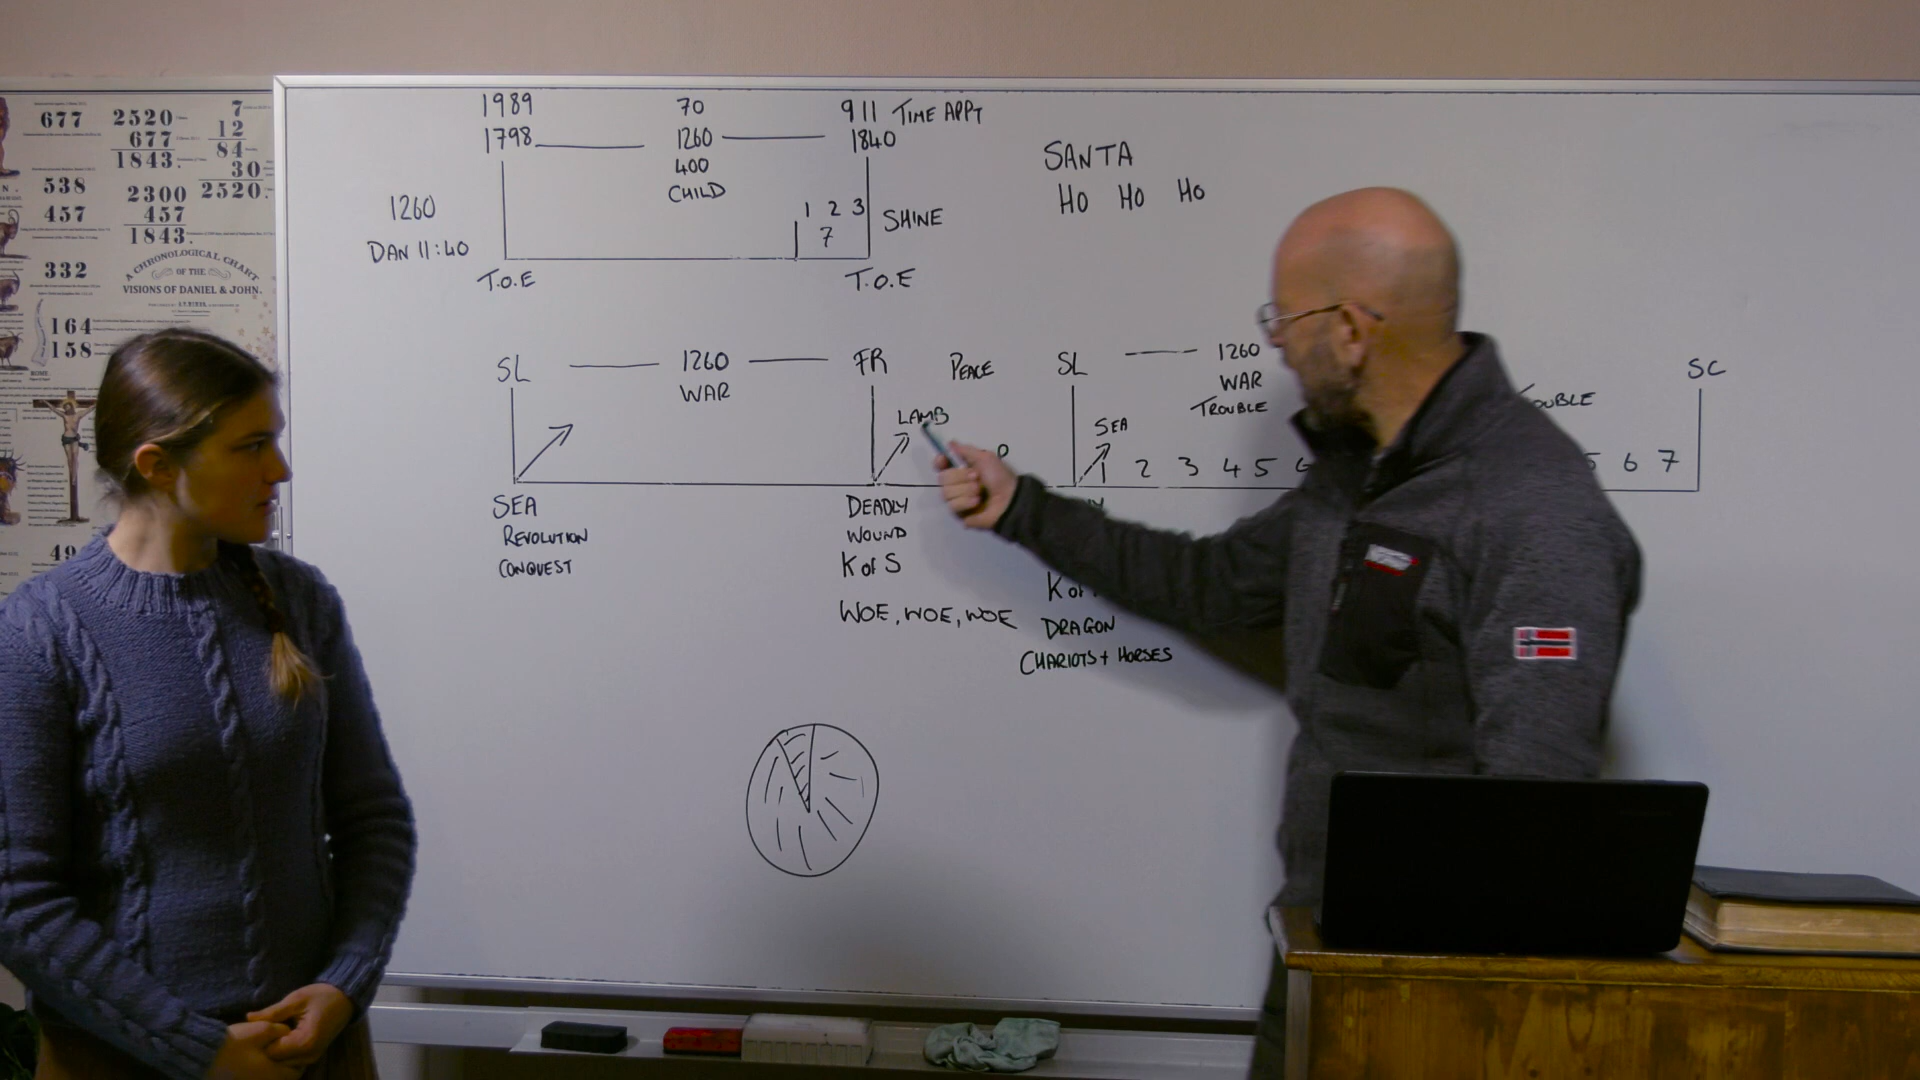 677
2520
677
1843.
7
12
84
30
2520.
538
457
2300
457
1843.
332
A CHRONOLOGICAL CHART
OF THE
VISIONS OF DANIEL & JOHN.
164
158
ROME.
49
1989 70 911 TIME APPT
1798 1260 1840
400
CHILD
1260
DAN 11:40
1 2 3
7
SHINE
T.O.E T.O.E
SANTA
HO HO HO
SL 1260 FR PEACE SL 1260 SC
WAR WAR
TROUBLE OUBLE
LAMB
SEA
1 2 3 4 5 6 7
SEA
REVOLUTION
CONQUEST
DEADLY
WOUND
K of S
WOE, WOE, WOE
K of
DRAGON
CHARIOTS + HORSES